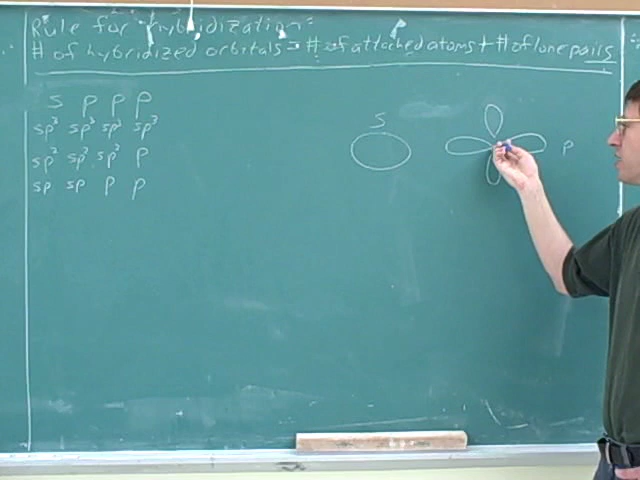 Rule for hybridization:
# of hybridized orbitals = # of attached atoms + # of lone pairs
s p p p
sp³ sp³ sp³ sp³
sp² sp² sp² p
sp sp p p
s
p